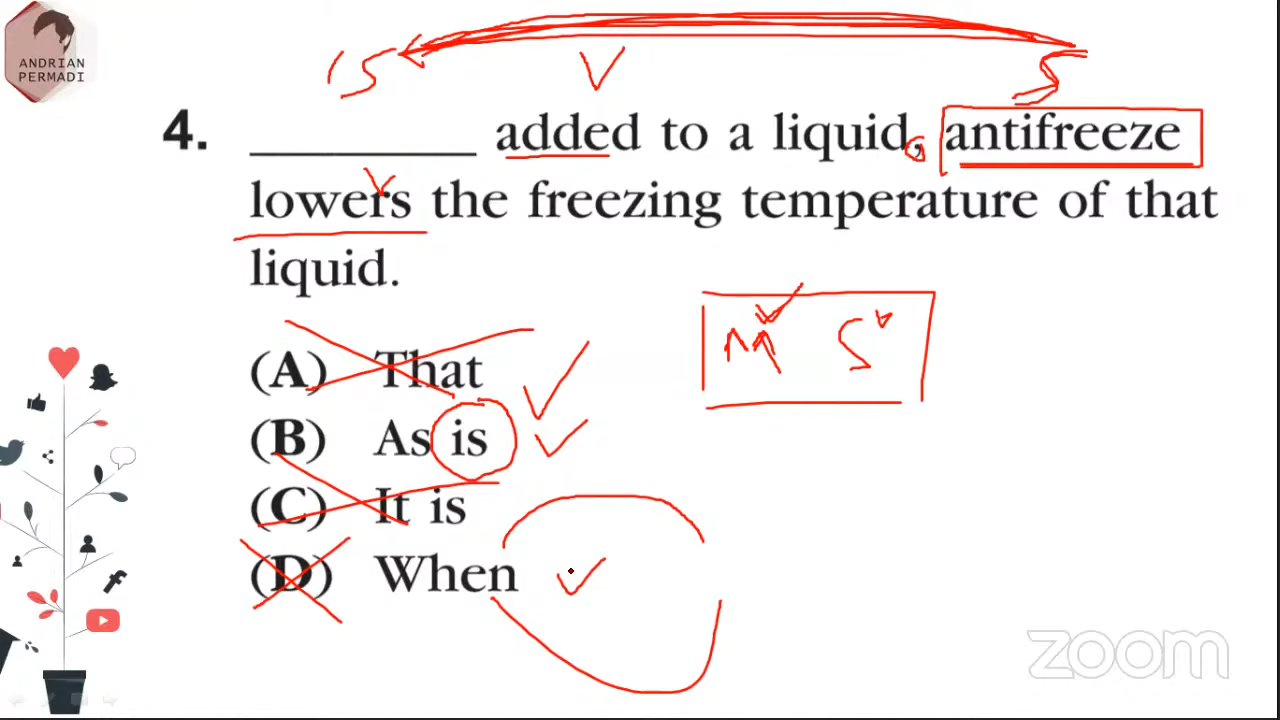 ANDRIAN
PERMADI
S V S
4. ________ added to a liquid, antifreeze
V
lowers the freezing temperature of that
liquid.
M S
(A) That
(B) As is
(C) It is
(D) When
zoom